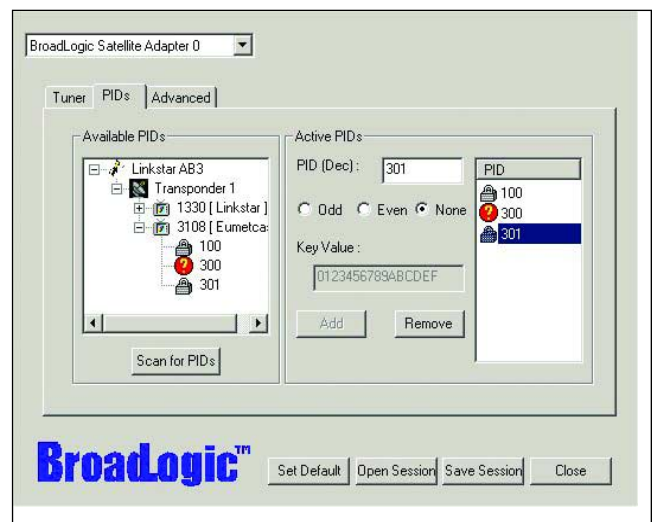 BroadLogic Satellite Adapter 0
Tuner PIDs Advanced
Available PIDs
Linkstar AB3
Transponder 1
1330 [ Linkstar ]
3108 [ Eumetca:
100
300
301
Scan for PIDs
Active PIDs
PID (Dec) : 301
Odd Even None
Key Value :
0123456789ABCDEF
Add Remove
PID
100
300
301
BroadLogic™
Set Default Open Session Save Session Close